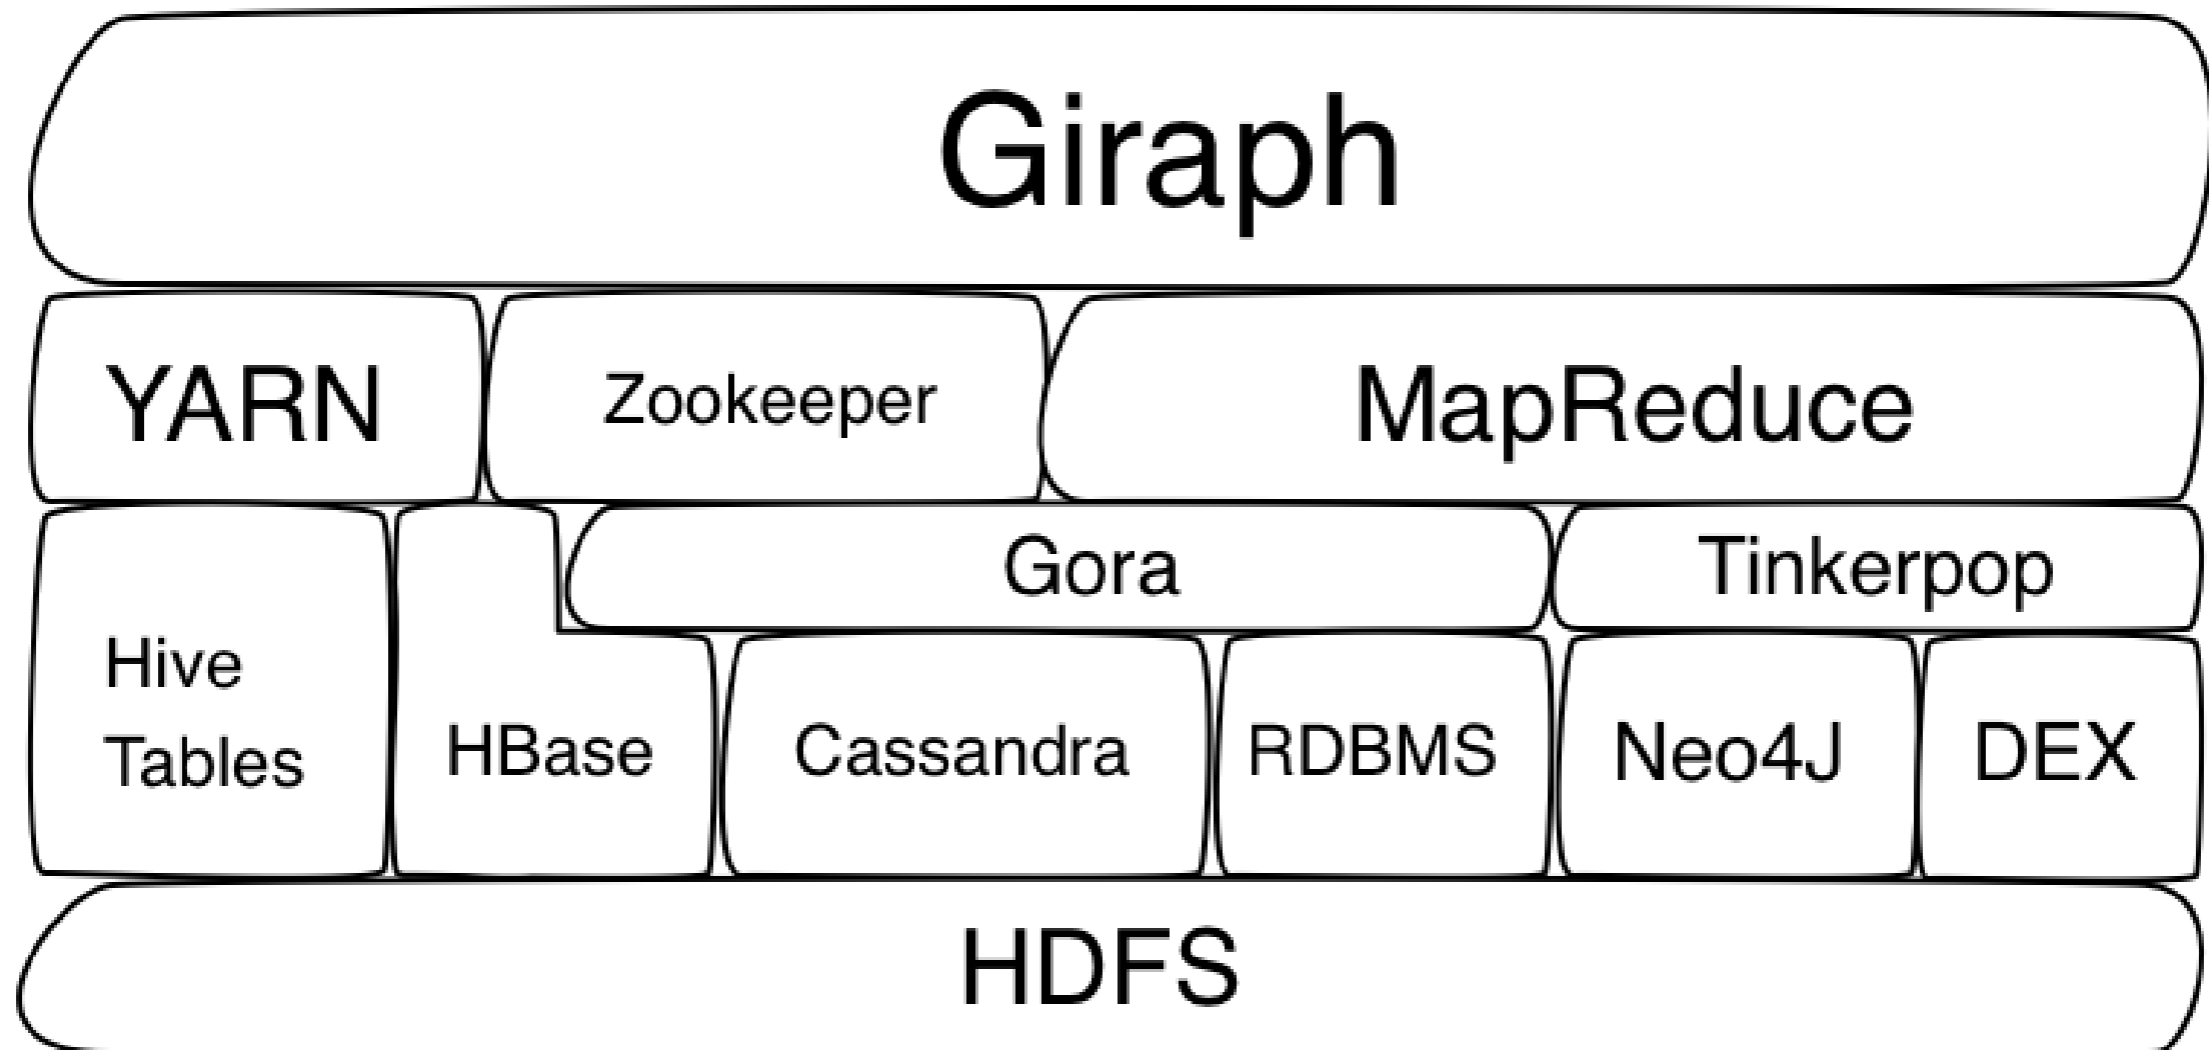 Giraph
YARN
Zookeeper
MapReduce
Gora
Tinkerpop
Hive
Tables
HBase
Cassandra
RDBMS
Neo4J
DEX
HDFS